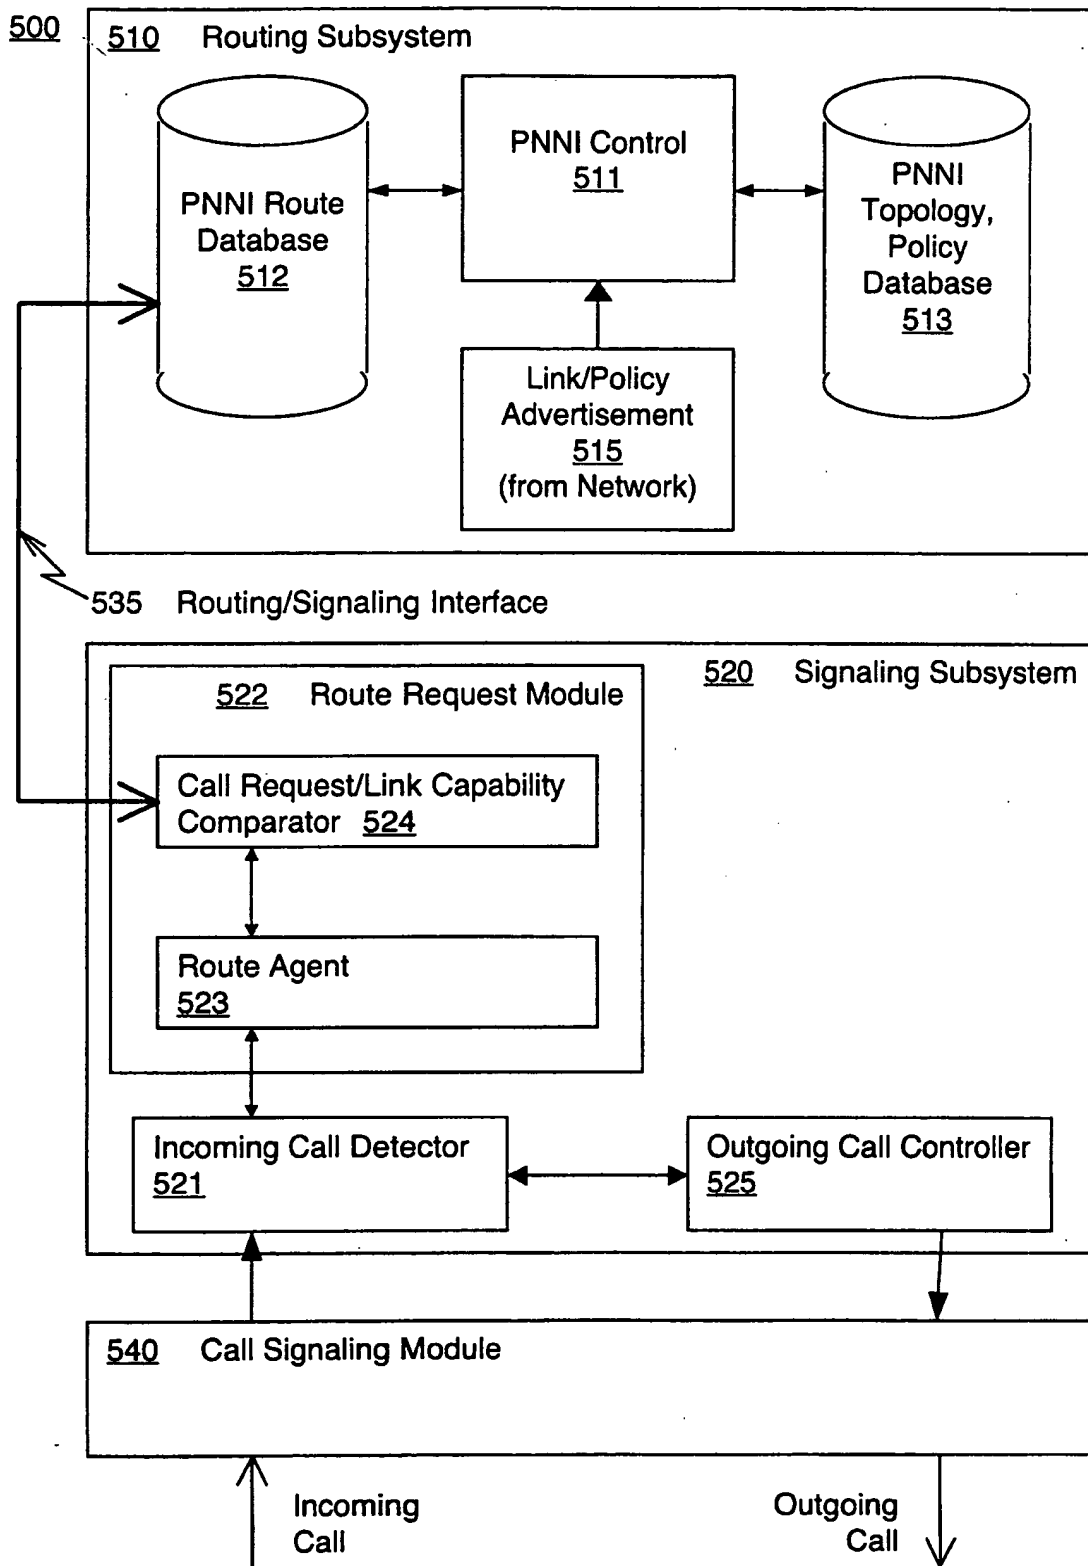 500
510 Routing Subsystem
PNNI Route
Database
512
PNNI Control
511
PNNI
Topology,
Policy
Database
513
Link/Policy
Advertisement
515
(from Network)
535 Routing/Signaling Interface
520 Signaling Subsystem
522 Route Request Module
Call Request/Link Capability
Comparator 524
Route Agent
523
Incoming Call Detector
521
Outgoing Call Controller
525
540 Call Signaling Module
Incoming
Call
Outgoing
Call